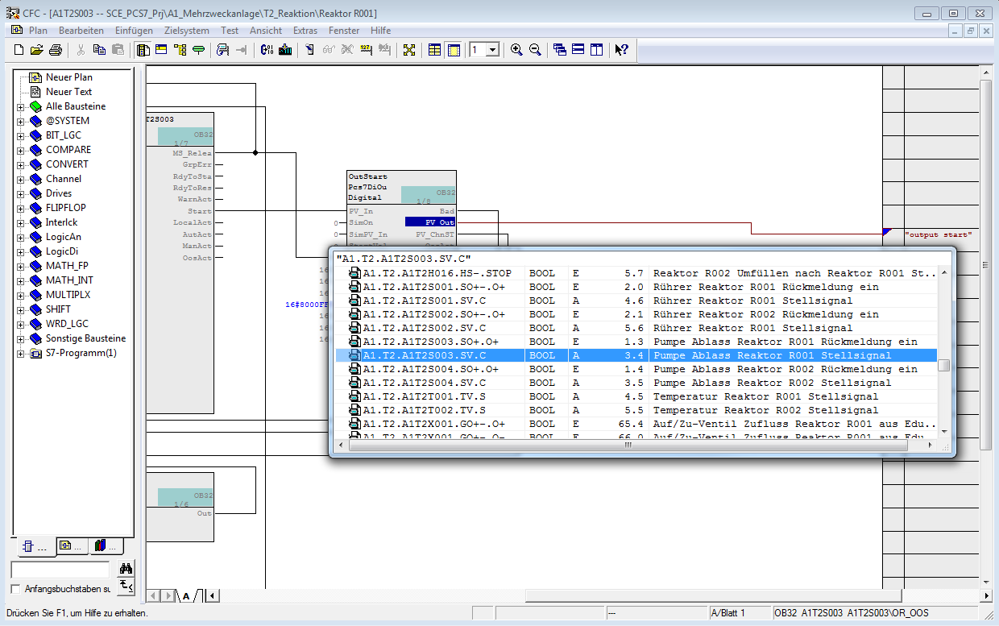 CFC - [A1T2S003 -- SCE_PCS7_Prj\A1_Mehrzweckanlage\T2_Reaktion\Reaktor R001]
Plan Bearbeiten Einfügen Zielsystem Test Ansicht Extras Fenster Hilfe
1
Neuer Plan
Neuer Text
Alle Bausteine
@SYSTEM
BIT_LGC
COMPARE
CONVERT
Channel
Drives
FLIPFLOP
Interlck
LogicAn
LogicDi
MATH_FP
MATH_INT
MULTIPLX
SHIFT
WRD_LGC
Sonstige Bausteine
S7-Programm(1)
... ... ...
Anfangsbuchstaben su
T2S003
OB32
1/7
MS_Relea
GrpErr
RdyToSta
RdyToRes
WarnAct
Start
LocalAct
AutAct
ManAct
OosAct
OutStart
Pcs7DiOu
Digital
OB32
1/8
PV_In Bad
0 SimOn PV_Out
0 SimPV_In PV_ChnST
"output start"
16
16
16#8000FF
16
16
OB32
1/6
Out
"A1.T2.A1T2S003.SV.C"
A1.T2.A1T2H016.HS-.STOP BOOL E 5.7 Reaktor R002 Umfüllen nach Reaktor R001 St..
A1.T2.A1T2S001.SO+-.O+ BOOL E 2.0 Rührer Reaktor R001 Rückmeldung ein
A1.T2.A1T2S001.SV.C BOOL A 4.6 Rührer Reaktor R001 Stellsignal
A1.T2.A1T2S002.SO+-.O+ BOOL E 2.1 Rührer Reaktor R002 Rückmeldung ein
A1.T2.A1T2S002.SV.C BOOL A 5.6 Rührer Reaktor R001 Stellsignal
A1.T2.A1T2S003.SO+.O+ BOOL E 1.3 Pumpe Ablass Reaktor R001 Rückmeldung ein
A1.T2.A1T2S003.SV.C BOOL A 3.4 Pumpe Ablass Reaktor R001 Stellsignal
A1.T2.A1T2S004.SO+.O+ BOOL E 1.4 Pumpe Ablass Reaktor R002 Rückmeldung ein
A1.T2.A1T2S004.SV.C BOOL A 3.5 Pumpe Ablass Reaktor R002 Stellsignal
A1.T2.A1T2T001.TV.S BOOL A 4.5 Temperatur Reaktor R001 Stellsignal
A1.T2.A1T2T002.TV.S BOOL A 5.5 Temperatur Reaktor R002 Stellsignal
A1.T2.A1T2X001.GO+-.O+ BOOL E 65.4 Auf/Zu-Ventil Zufluss Reaktor R001 aus Edu..
A1.T2.A1T2X001.GO+-.O- BOOL E 66.0 Auf/Zu-Ventil Zufluss Reaktor R001 aus Edu..
A
Drücken Sie F1, um Hilfe zu erhalten. --- A/Blatt 1 OB32 A1T2S003 A1T2S003\OR_OOS